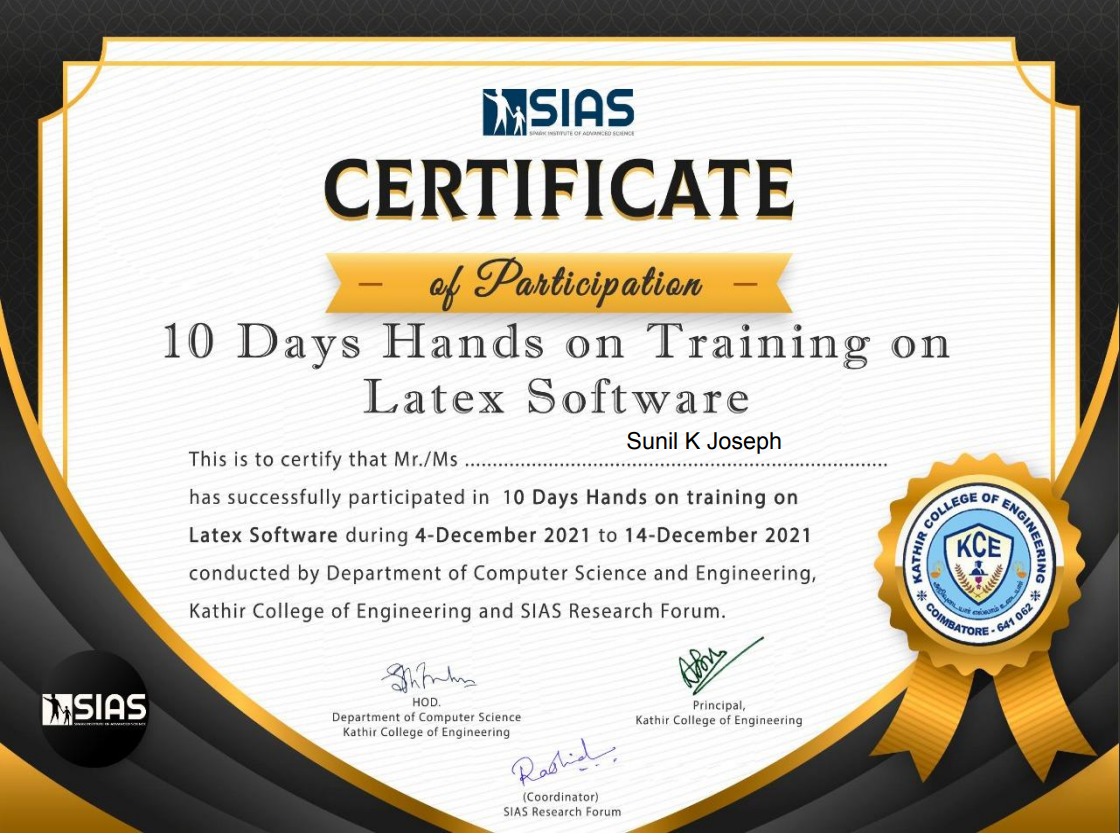 SIAS
SPARK INSTITUTE OF ADVANCED SCIENCE
CERTIFICATE
of Participation
10 Days Hands on Training on
Latex Software
Sunil K Joseph
This is to certify that Mr./Ms ............................................................................
has successfully participated in 10 Days Hands on training on
Latex Software during 4-December 2021 to 14-December 2021
conducted by Department of Computer Science and Engineering,
Kathir College of Engineering and SIAS Research Forum.
KATHIR COLLEGE OF ENGINEERING
KCE
COIMBATORE - 641 062
SIAS
HOD.
Department of Computer Science
Kathir College of Engineering
Principal,
Kathir College of Engineering
Rashid
(Coordinator)
SIAS Research Forum